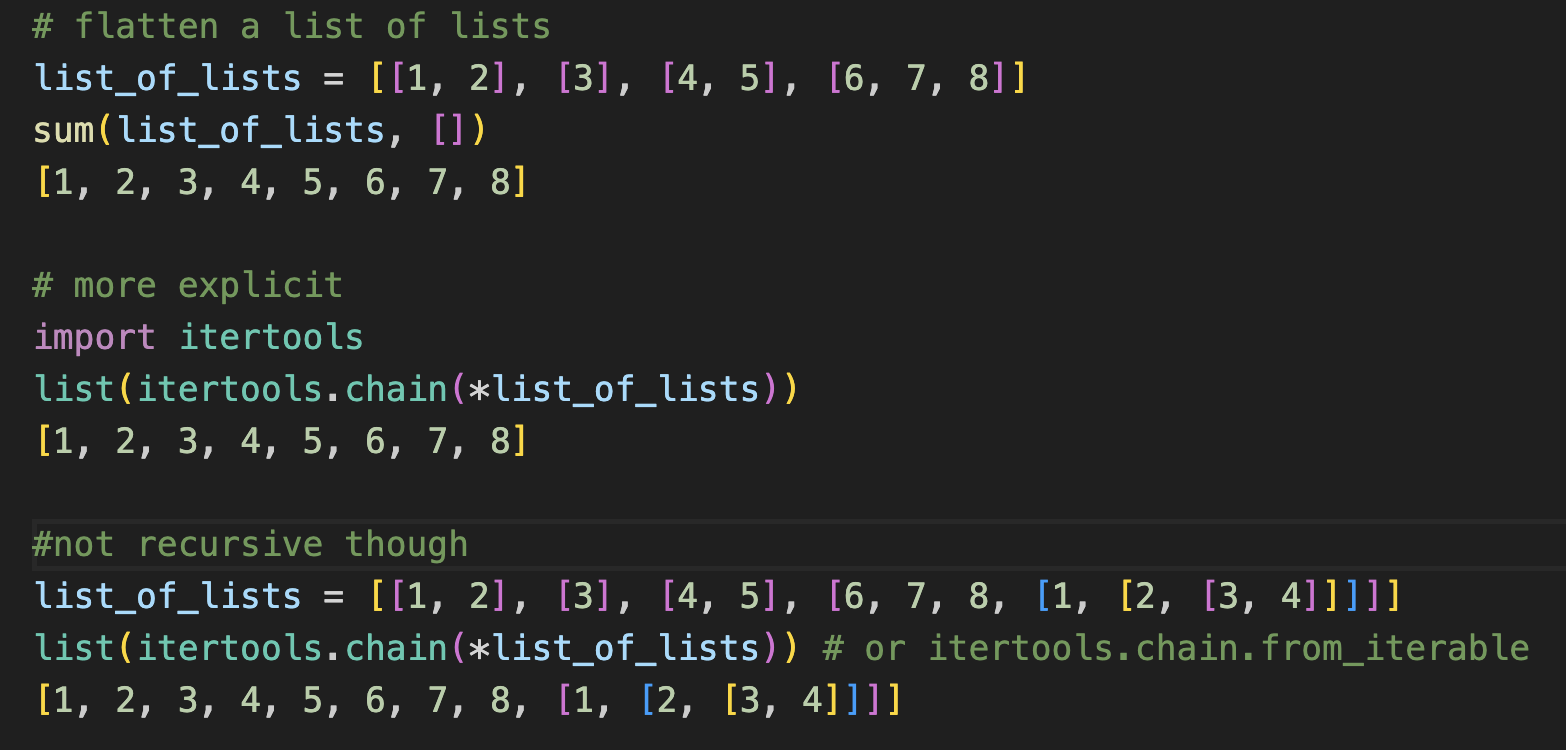 # flatten a list of lists
list_of_lists = [[1, 2], [3], [4, 5], [6, 7, 8]]
sum(list_of_lists, [])
[1, 2, 3, 4, 5, 6, 7, 8]
# more explicit
import itertools
list(itertools.chain(*list_of_lists))
[1, 2, 3, 4, 5, 6, 7, 8]
#not recursive though
list_of_lists = [[1, 2], [3], [4, 5], [6, 7, 8, [1, [2, [3, 4]]]]]
list(itertools.chain(*list_of_lists)) # or itertools.chain.from_iterable
[1, 2, 3, 4, 5, 6, 7, 8, [1, [2, [3, 4]]]]